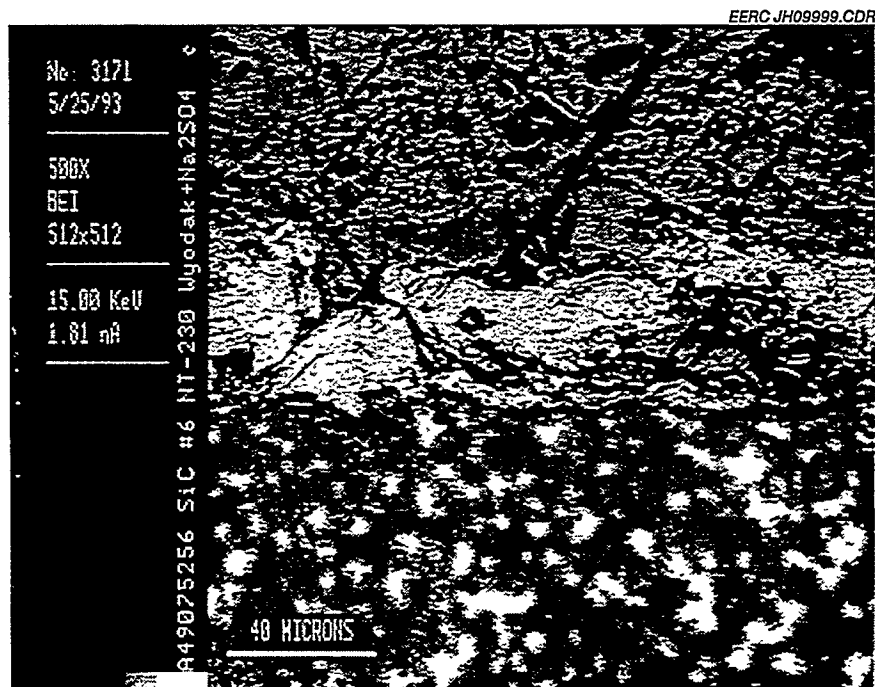 EERC JH09999.CDR
No: 3171
5/25/93
500X
BEI
512x512
15.00 KeV
1.81 nA
A49075256 SiC #6 NT-230 Wyodak+Na2SO4 c
40 MICRONS